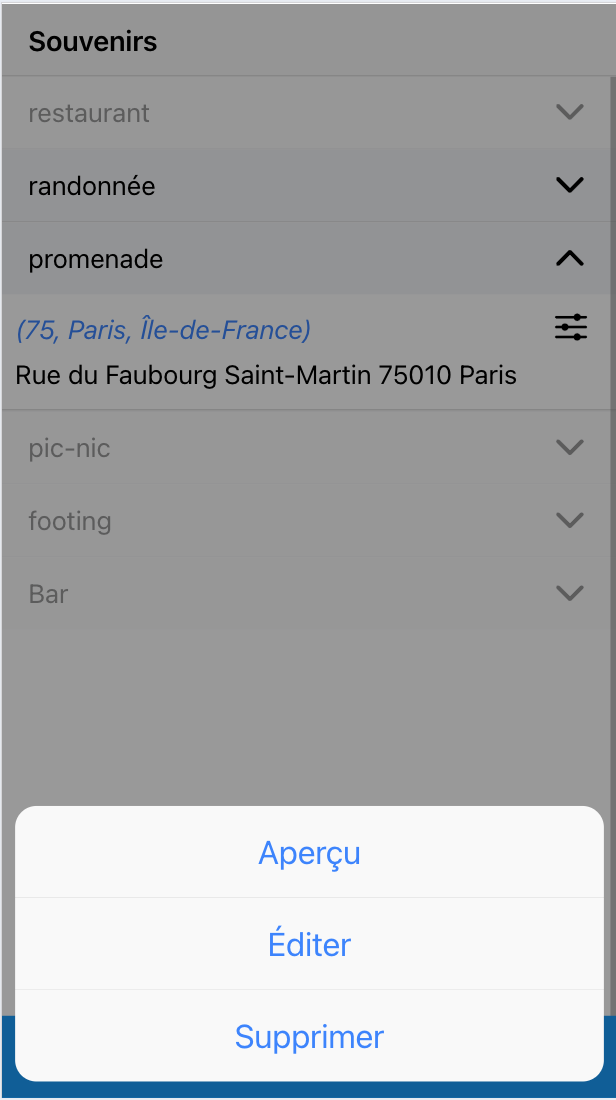 Souvenirs
restaurant
randonnée
promenade
(75, Paris, Île-de-France)
Rue du Faubourg Saint-Martin 75010 Paris
pic-nic
footing
Bar
Aperçu
Éditer
Supprimer